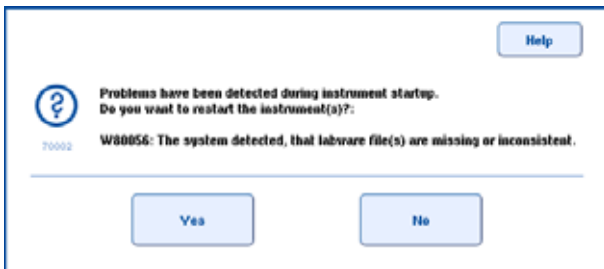 Help
Problems have been detected during instrument startup.
Do you want to restart the instrument(s)?:
70002
W80056: The system detected, that labware file(s) are missing or inconsistent.
Yes
No